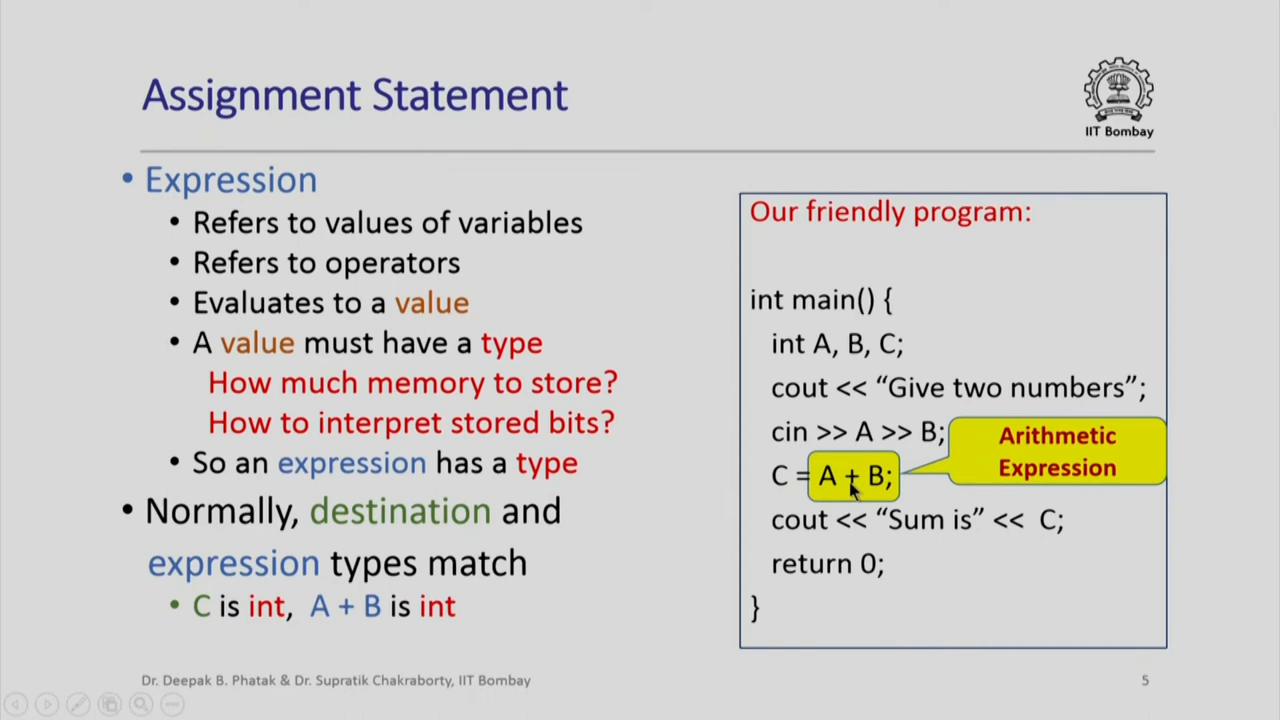 Assignment Statement
IIT Bombay
• Expression
• Refers to values of variables
• Refers to operators
• Evaluates to a value
• A value must have a type
How much memory to store?
How to interpret stored bits?
• So an expression has a type
• Normally, destination and
expression types match
• C is int, A + B is int
Our friendly program:
int main() {
int A, B, C;
cout << “Give two numbers”;
cin >> A >> B;
C = A + B;
cout << “Sum is” << C;
return 0;
}
Arithmetic
Expression
Dr. Deepak B. Phatak & Dr. Supratik Chakraborty, IIT Bombay
5